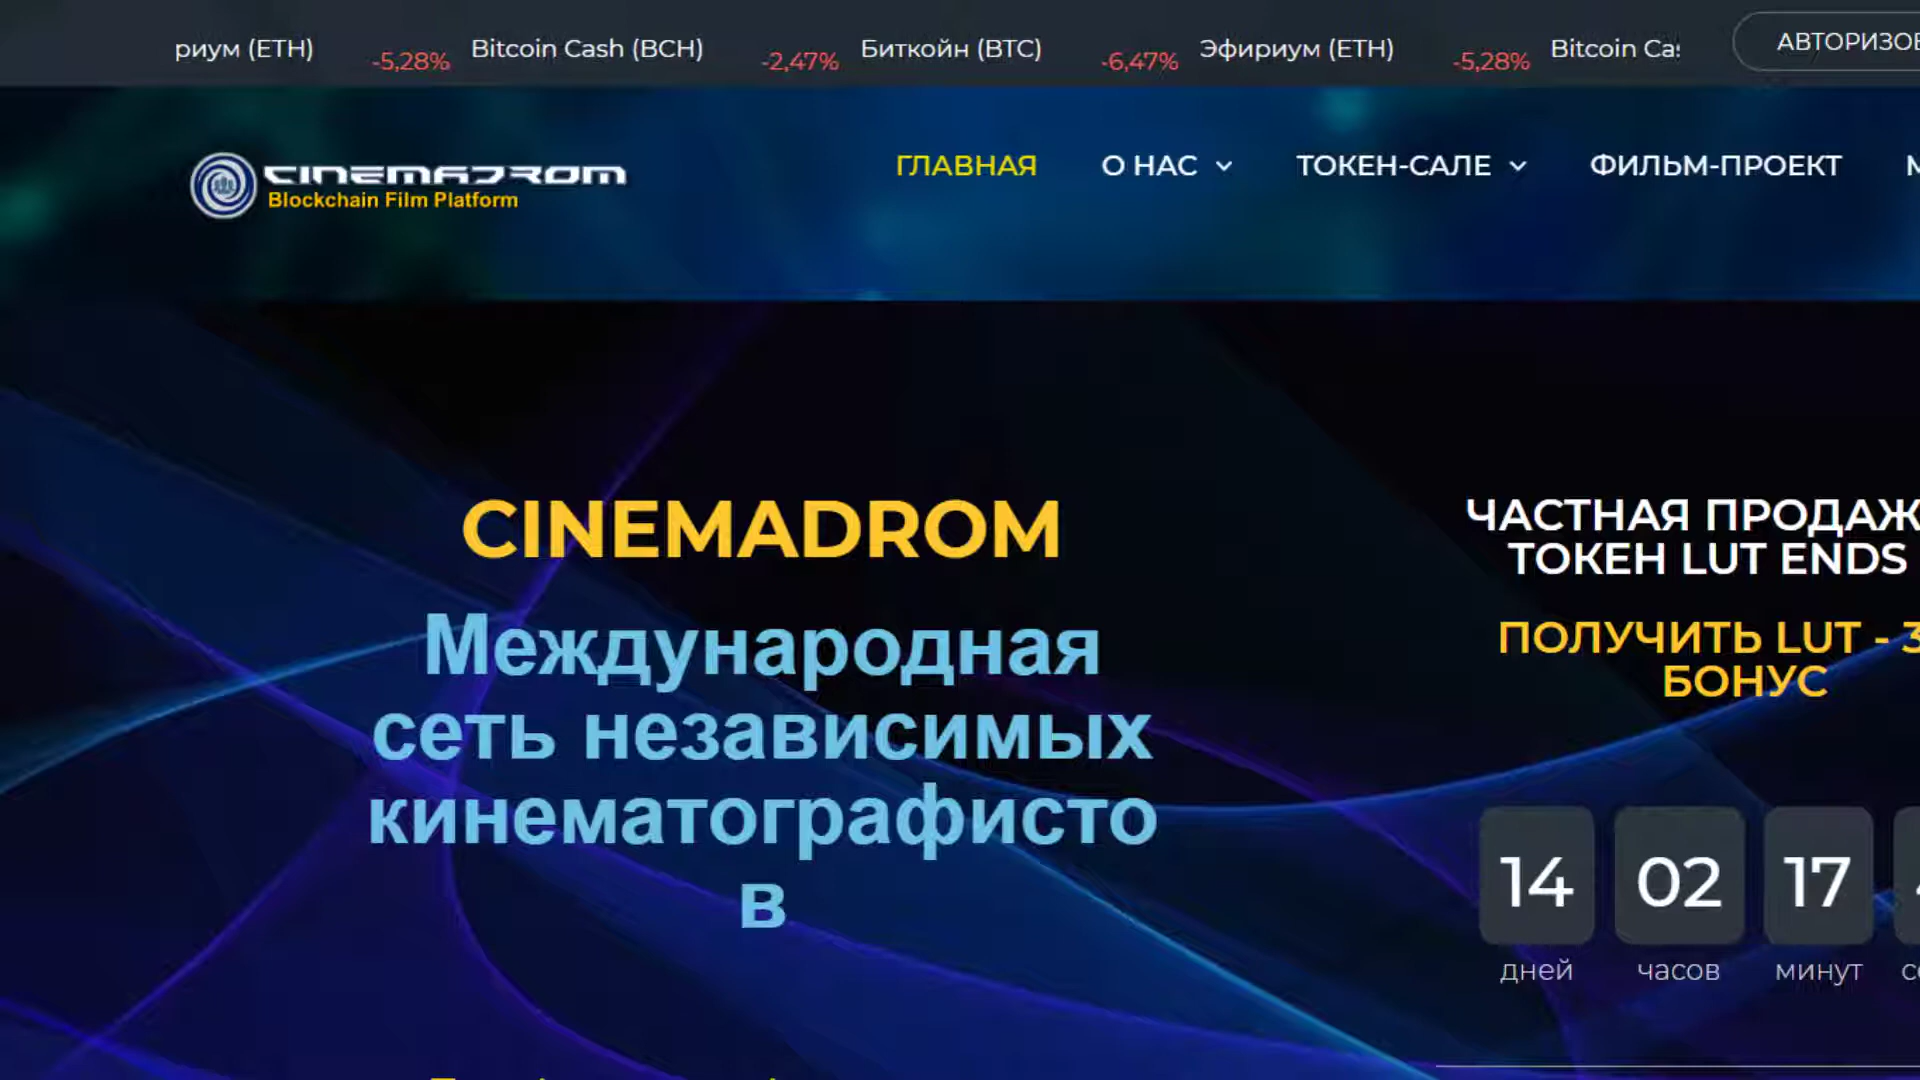 риум (ETH) -5,28% Bitcoin Cash (BCH) -2,47% Биткойн (BTC) -6,47% Эфириум (ETH) -5,28% Bitcoin
CINEMADROM
Blockchain Film Platform
ГЛАВНАЯ О НАС ТОКЕН-САЛЕ ФИЛЬМ-ПРОЕКТ
CINEMADROM
Международная
сеть независимых
кинематографисто
в
ЧАСТНАЯ ПРОДАЖ
ТОКЕН LUT ENDS
ПОЛУЧИТЬ LUT - 3
БОНУС
14 02 17
дней часов минут